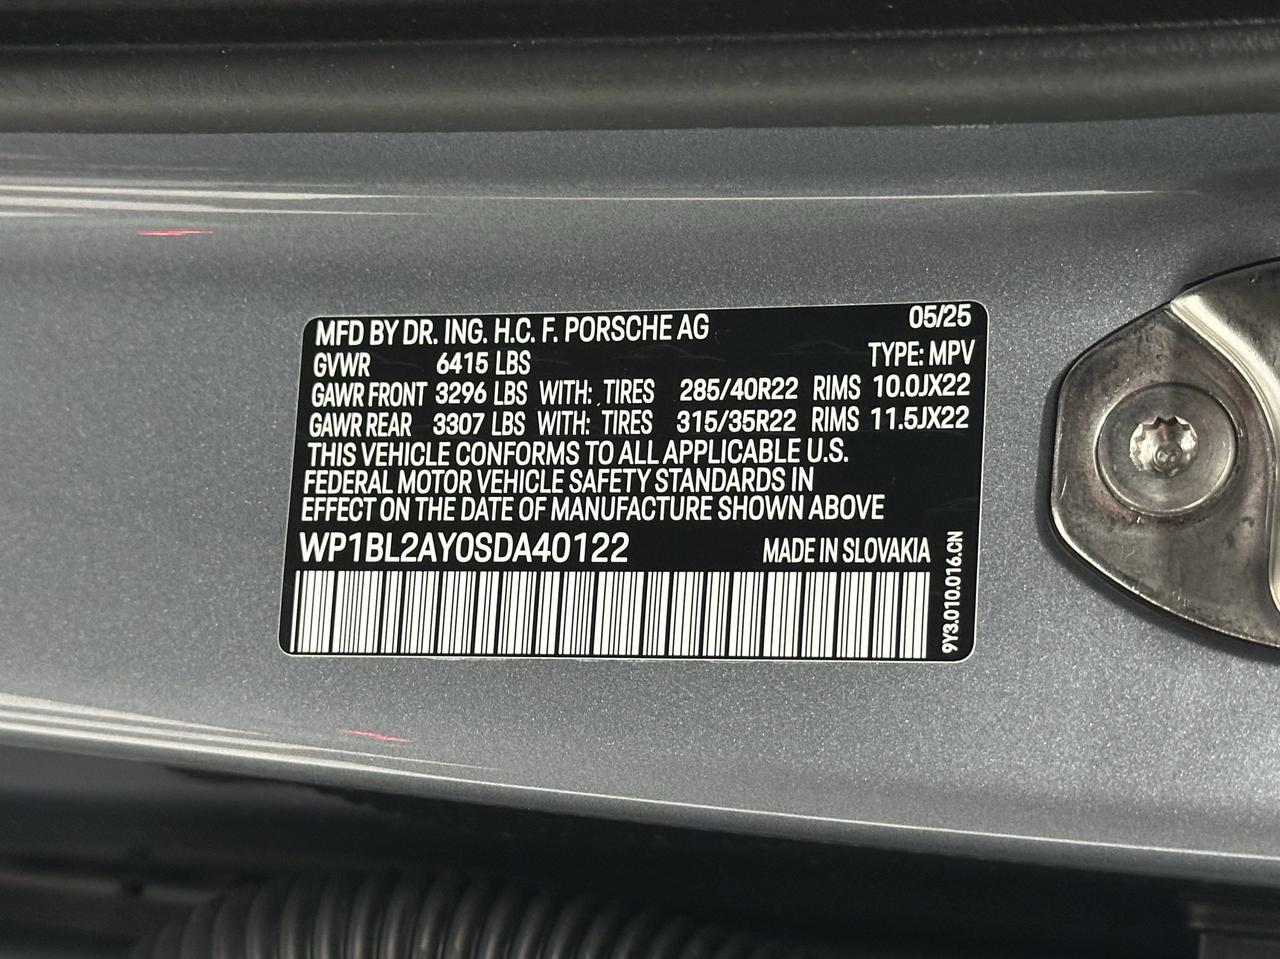 MFD BY DR. ING. H.C. F. PORSCHE AG 05/25
GVWR 6415 LBS TYPE: MPV
GAWR FRONT 3296 LBS WITH: TIRES 285/40R22 RIMS 10.0JX22
GAWR REAR 3307 LBS WITH: TIRES 315/35R22 RIMS 11.5JX22
THIS VEHICLE CONFORMS TO ALL APPLICABLE U.S.
FEDERAL MOTOR VEHICLE SAFETY STANDARDS IN
EFFECT ON THE DATE OF MANUFACTURE SHOWN ABOVE
WP1BL2AY0SDA40122 MADE IN SLOVAKIA
9Y3.010.016.CN